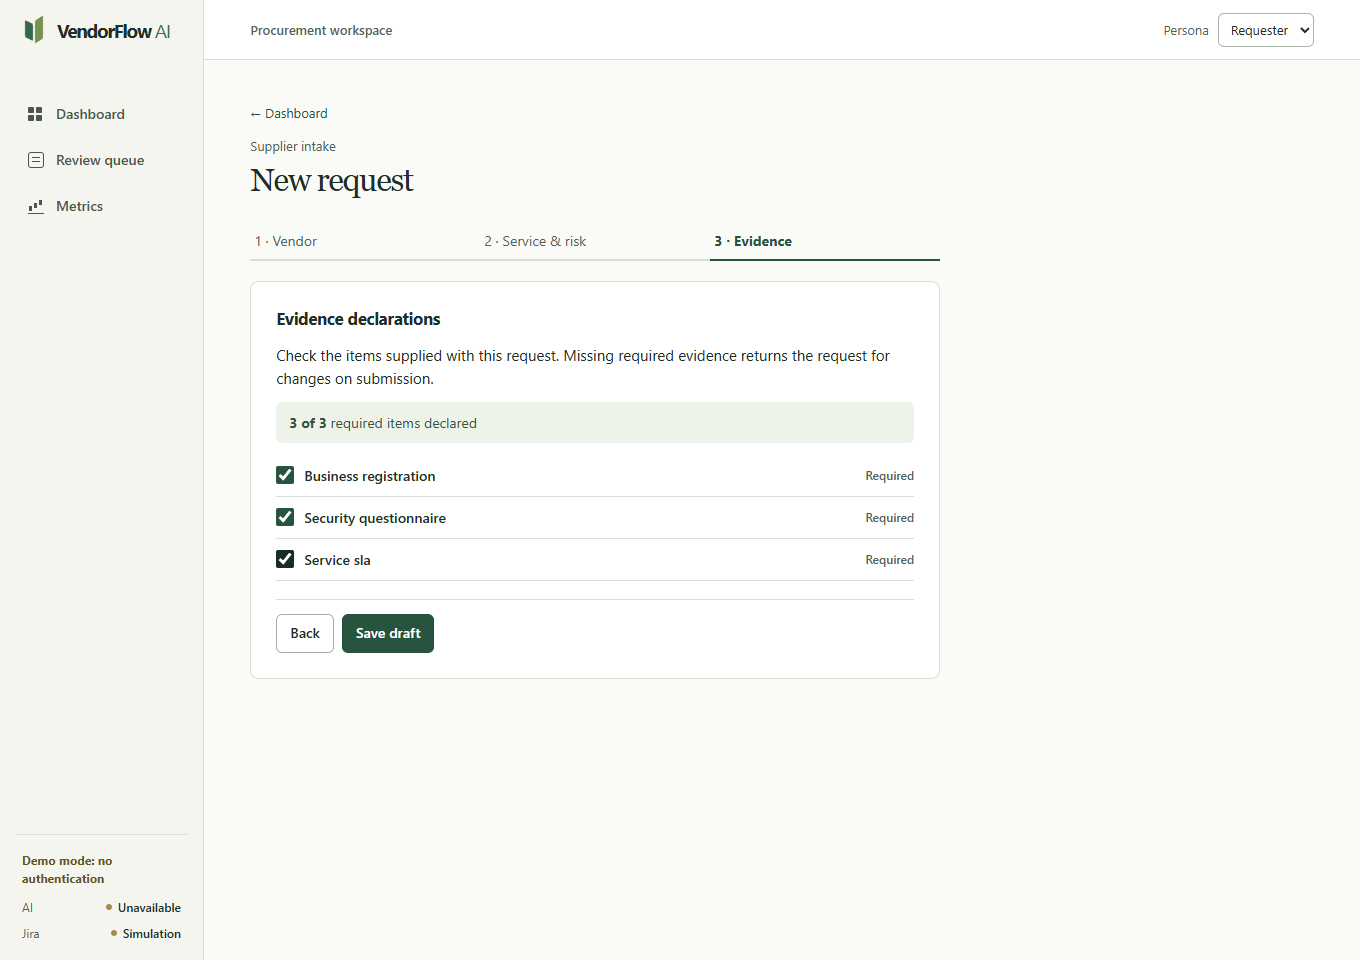 VendorFlow AI
Procurement workspace
Persona
Requester
Dashboard
Review queue
Metrics
← Dashboard
Supplier intake
New request
1 · Vendor
2 · Service & risk
3 · Evidence
Evidence declarations
Check the items supplied with this request. Missing required evidence returns the request for
changes on submission.
3 of 3 required items declared
Business registration Required
Security questionnaire Required
Service sla Required
Back
Save draft
Demo mode: no
authentication
AI Unavailable
Jira Simulation